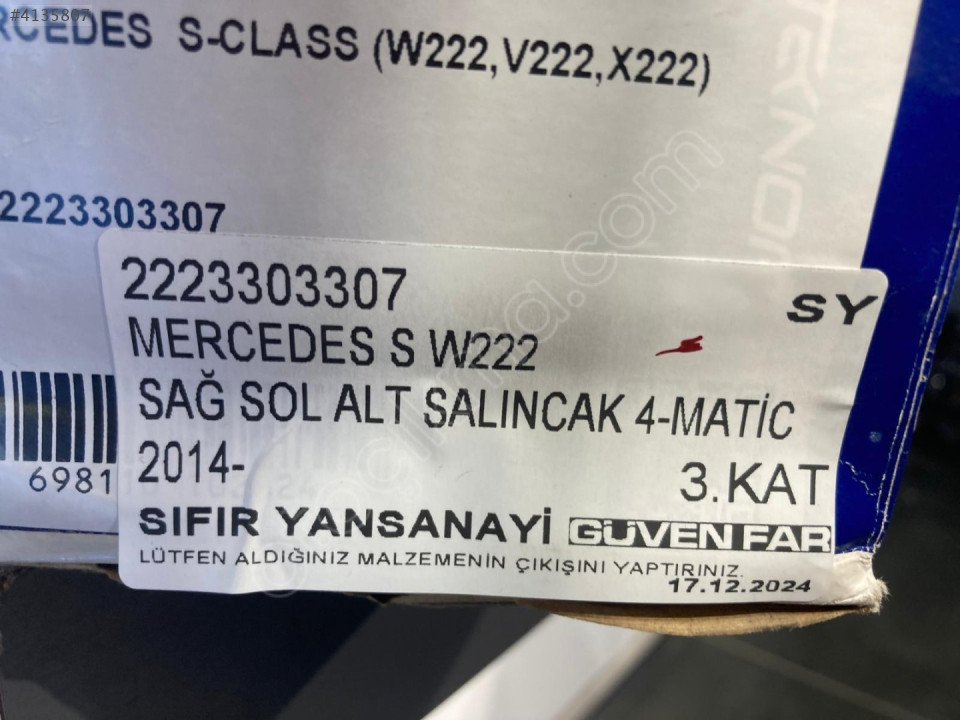 #4135807
RCEDES S-CLASS (W222,V222,X222)
2223303307
2223303307
SY
MERCEDES S W222
SAĞ SOL ALT SALINCAK 4-MATİC
2014-
3.KAT
6981
SIFIR YANSANAYİ GÜVEN FAR
LÜTFEN ALDIĞINIZ MALZEMENİN ÇIKIŞINI YAPTIRINIZ.
17.12.2024